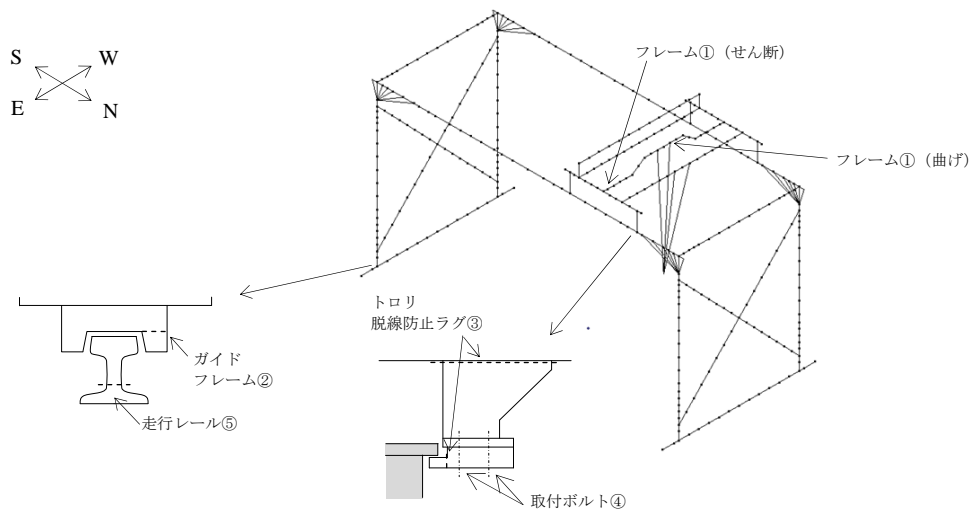 S W
E N
フレーム①（せん断）
フレーム①（曲げ）
トロリ
脱線防止ラグ③
ガイド
フレーム②
走行レール⑤
取付ボルト④